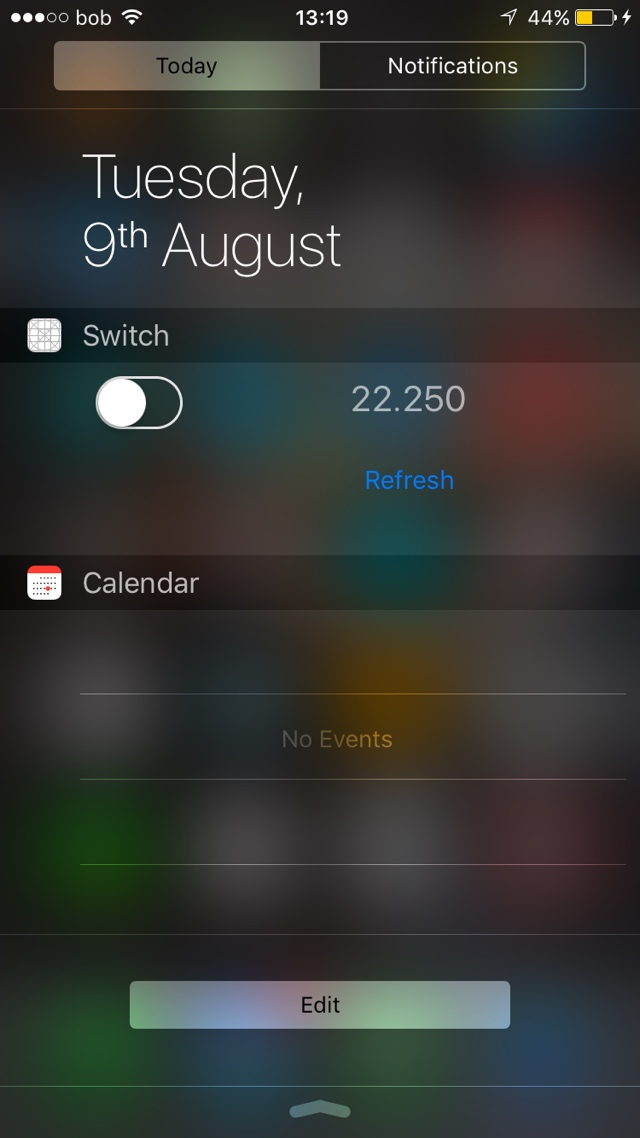 bob 13:19 44%
Today Notifications
Tuesday,
9th August
Switch
22.250
Refresh
Calendar
No Events
Edit